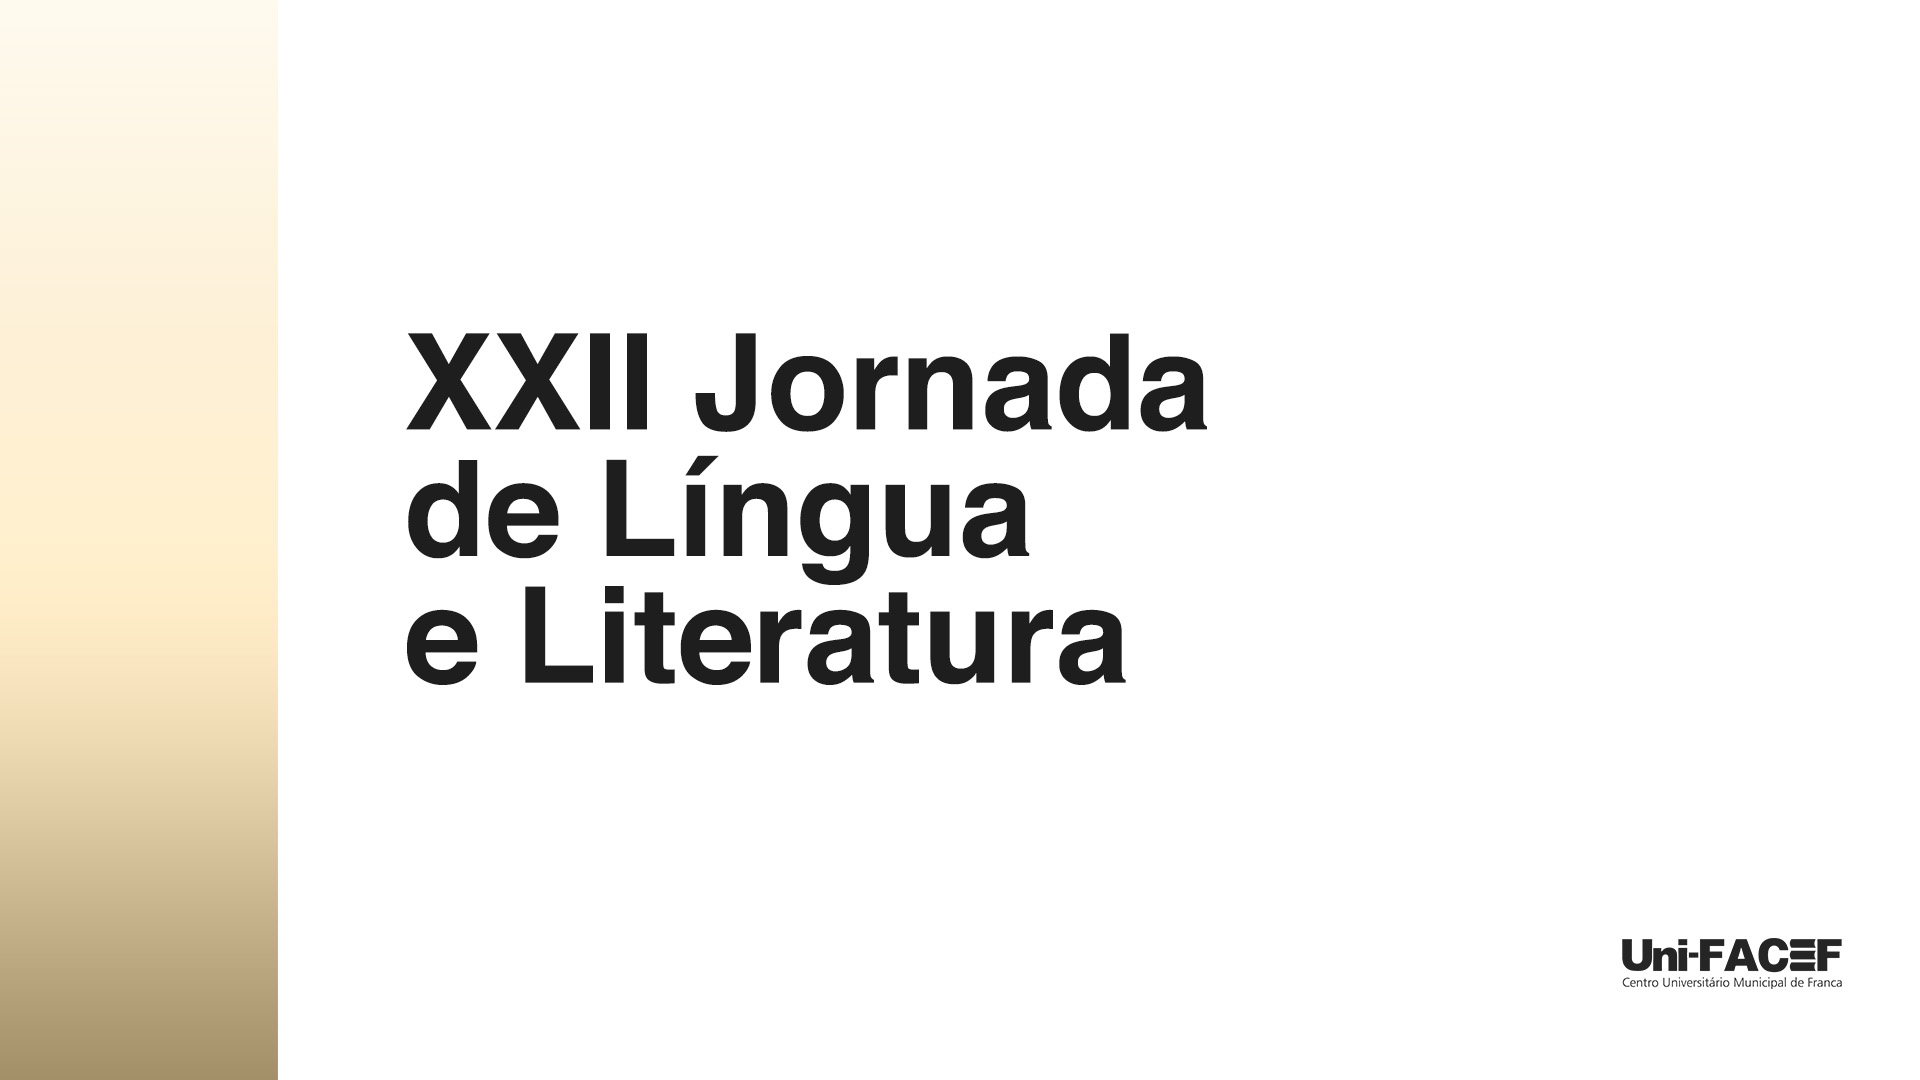 XXII Jornada
de Língua
e Literatura
Uni-FACEF
Centro Universitário Municipal de Franca